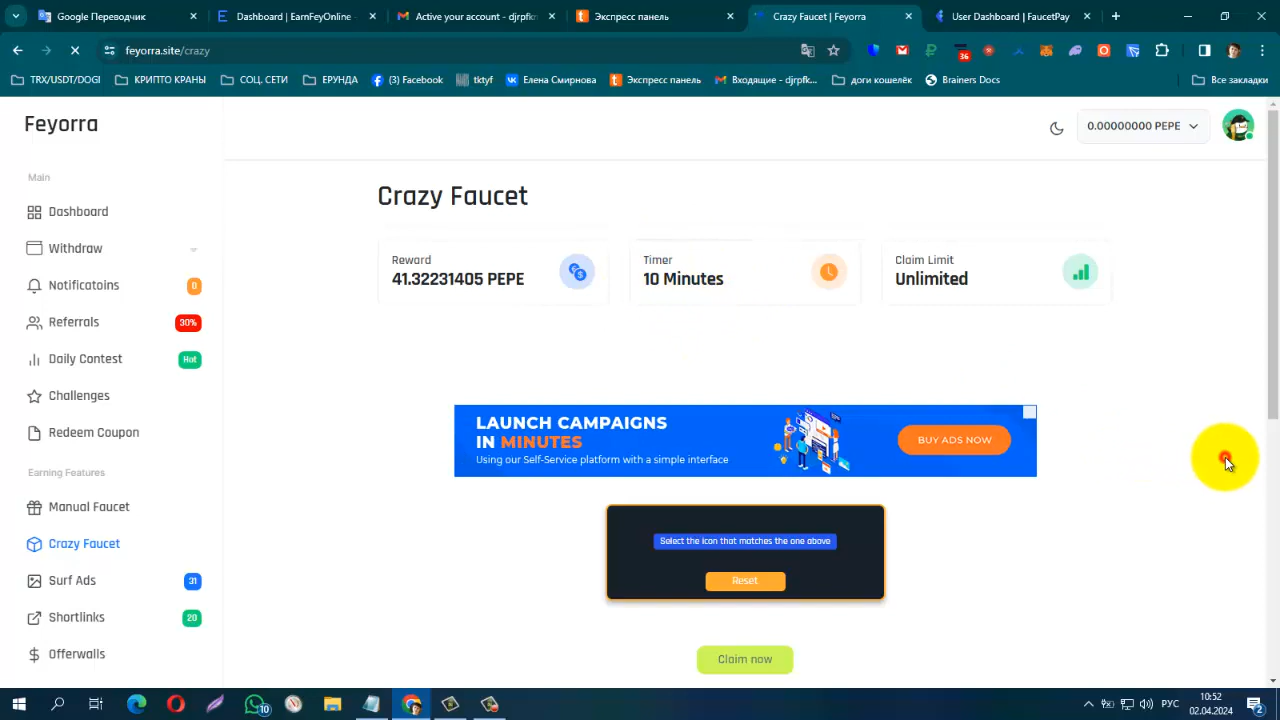 Google Переводчик
Dashboard | EarnFeyOnline -
Active your account - djrpfkmz
Экспресс панель
Crazy Faucet | Feyorra
User Dashboard | FaucetPay
feyorra.site/crazy
36
TRX/USDT/DOGI
КРИПТО КРАНЫ
СОЦ. СЕТИ
ЕРУНДА
(3) Facebook
tktyf
Елена Смирнова
Экспресс панель
Входящие - djrpfk...
доги кошелёк
Brainers Docs
Все закладки
Feyorra
0.00000000 PEPE
Main
Dashboard
Withdraw
Notificatoins
0
Referrals
30%
Daily Contest
Hot
Challenges
Redeem Coupon
Earning Features
Manual Faucet
Crazy Faucet
Surf Ads
31
Shortlinks
20
Offerwalls
Crazy Faucet
Reward
41.32231405 PEPE
Timer
10 Minutes
Claim Limit
Unlimited
LAUNCH CAMPAIGNS
IN MINUTES
Using our Self-Service platform with a simple interface
BUY ADS NOW
Select the icon that matches the one above
Reset
Claim now
10
РУС
10:52
02.04.2024
2